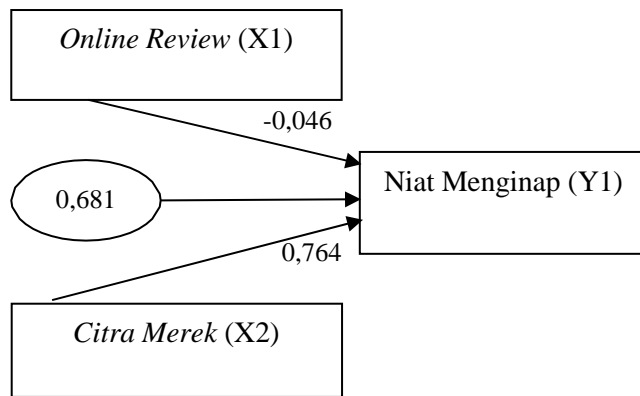 Online Review (X1)
-0,046
Niat Menginap (Y1)
0,681
0,764
Citra Merek (X2)